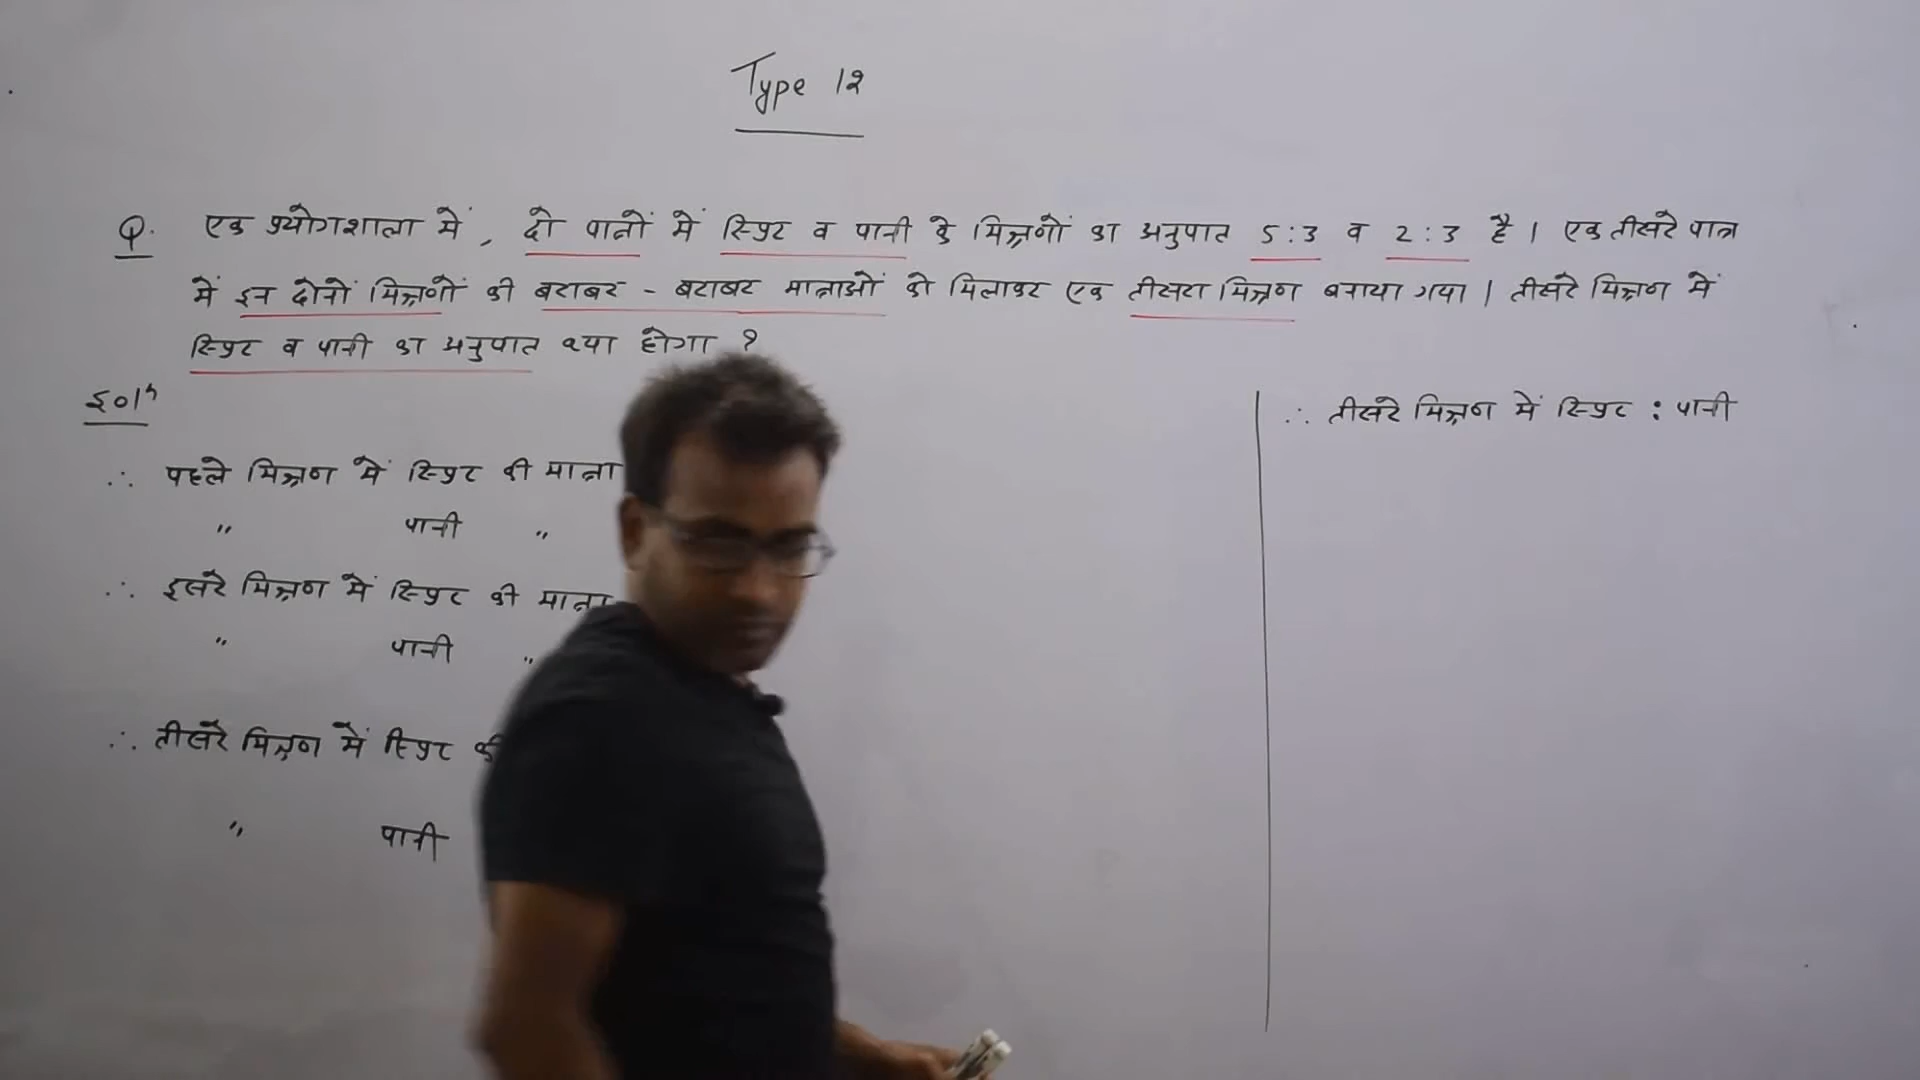 Type 12
Q. एक प्रयोगशाला में, दो पात्रों में स्प्रिट व पानी के मिश्रणों का अनुपात 5:3 व 2:3 है। एक तीसरे पात्र
में इन दोनों मिश्रणों की बराबर - बराबर मात्राओं को मिलाकर एक तीसरा मिश्रण बनाया गया। तीसरे मिश्रण में
स्प्रिट व पानी का अनुपात क्या होगा ?
Solⁿ
∴ पहले मिश्रण में स्प्रिट की मात्रा
" पानी "
∴ दूसरे मिश्रण में स्प्रिट की मात्रा
" पानी "
∴ तीसरे मिश्रण में स्प्रिट की
" पानी
∴ तीसरे मिश्रण में स्प्रिट : पानी